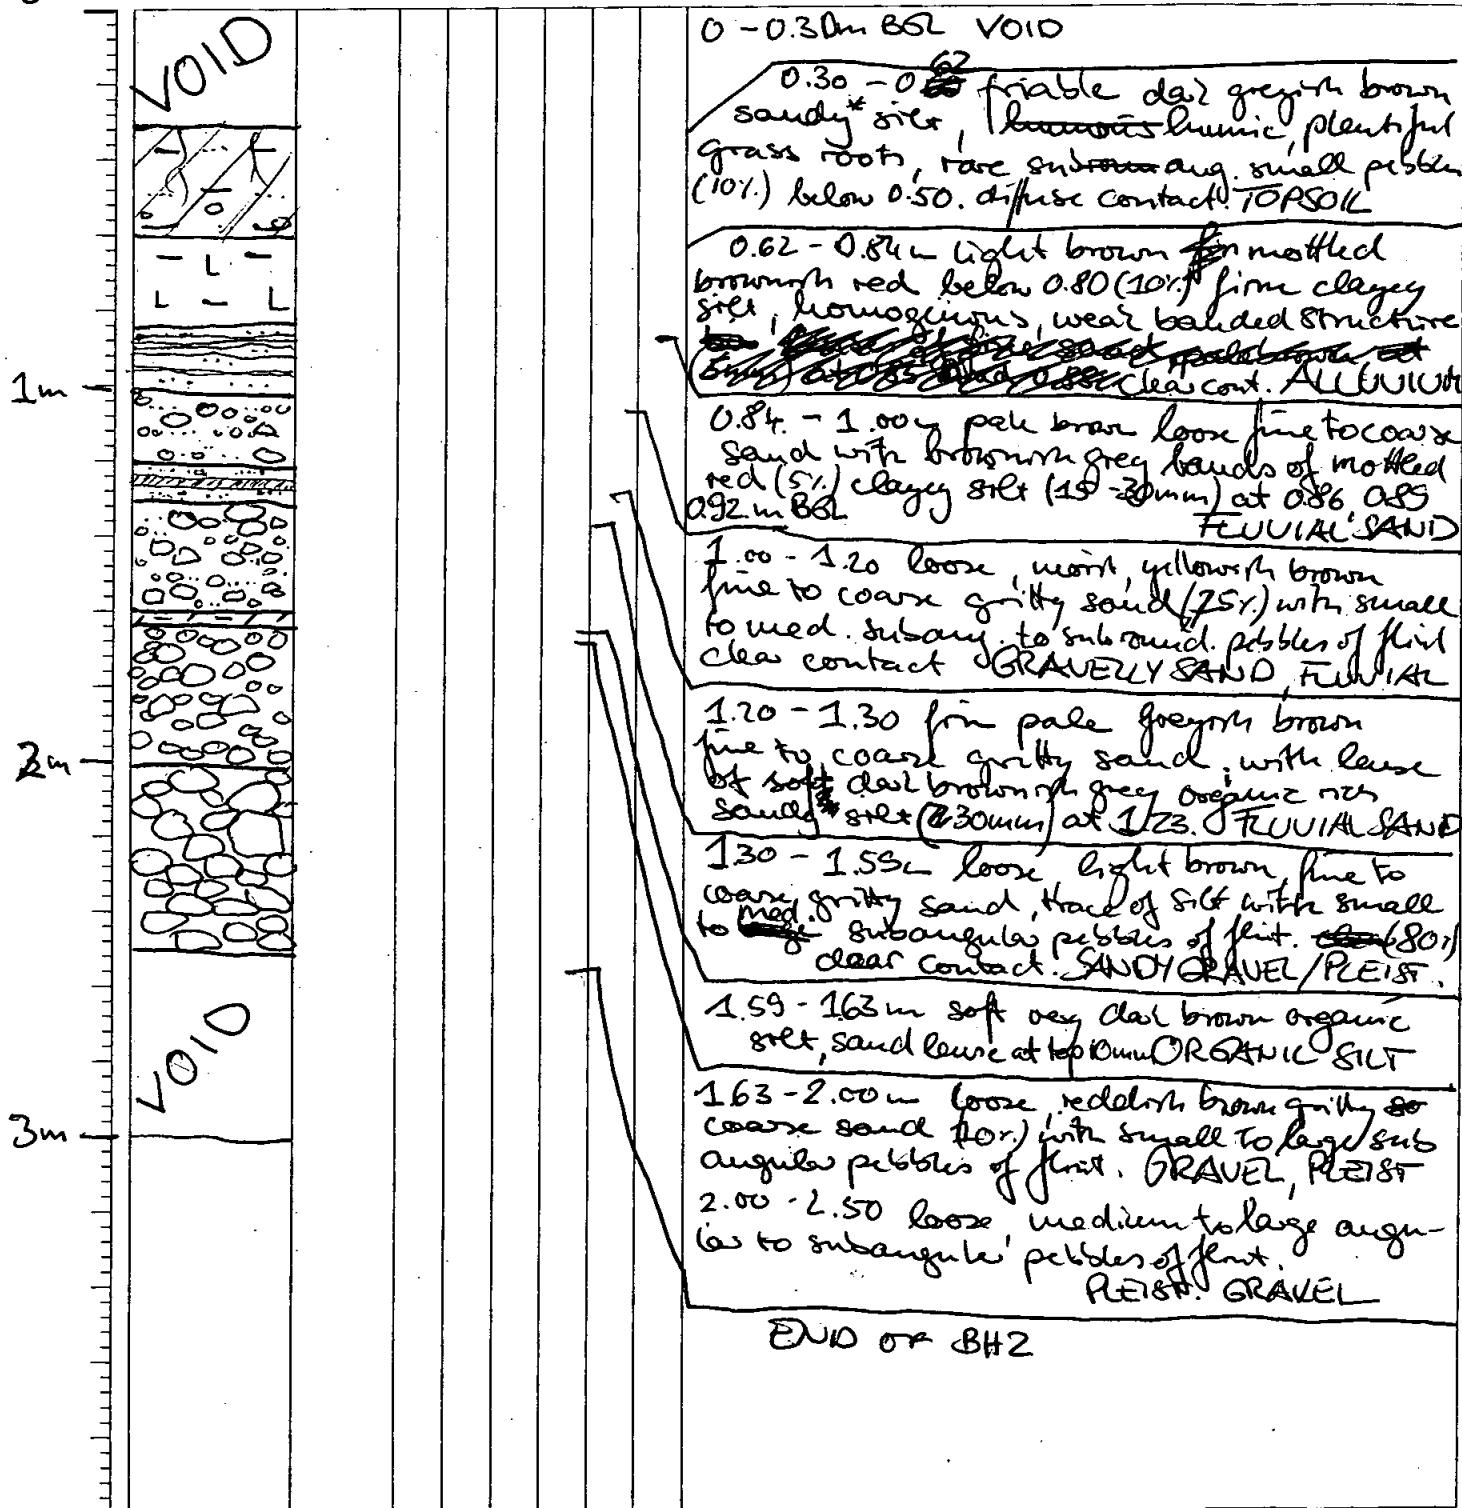 VOID
1m
2m
VOID
3m
0 - 0.30m BGL VOID
0.30 - 0.62 friable dark greyish brown
sandy* silt, humic, plentiful
grass roots, rare subang. small pebbles
(10%) below 0.50. diffuse contact. TOPSOIL
0.62 - 0.84m light brown mottled
brownish red below 0.80 (10%) firm clayey
silt, homoginous, weak banded structure
clear cont. ALLUVIUM
0.84 - 1.00m pale brown loose fine to coarse
sand with brownish grey bands of mottled
red (5%) clayey silt (15-30mm) at 0.86, 0.89
0.92m BGL
FLUVIAL SAND
1.00 - 1.20 loose, moist, yellowish brown
fine to coarse gritty sand (75%) with small
to med. subang. to subround. pebbles of flint
clear contact GRAVELLY SAND, FLUVIAL
1.20 - 1.30 firm pale greyish brown
fine to coarse gritty sand, with lense
of soft dark brownish grey organic rich
sandy silt (30mm) at 1.23. FLUVIAL SAND
1.30 - 1.59m loose, light brown, fine to
coarse, gritty sand, trace of silt with small
to med. subangular pebbles of flint. (80%)
clear contact. SANDY GRAVEL/PLEIST.
1.59 - 1.63m soft very dark brown organic
silt, sand lense at top 10mm ORGANIC SILT
1.63 - 2.00m loose, reddish brown gritty
coarse sand with small to large sub
angular pebbles of flint. GRAVEL, PLEIST
2.00 - 2.50 loose medium to large angu-
lar to subangular pebbles of flint.
PLEIST. GRAVEL
END OF BH2